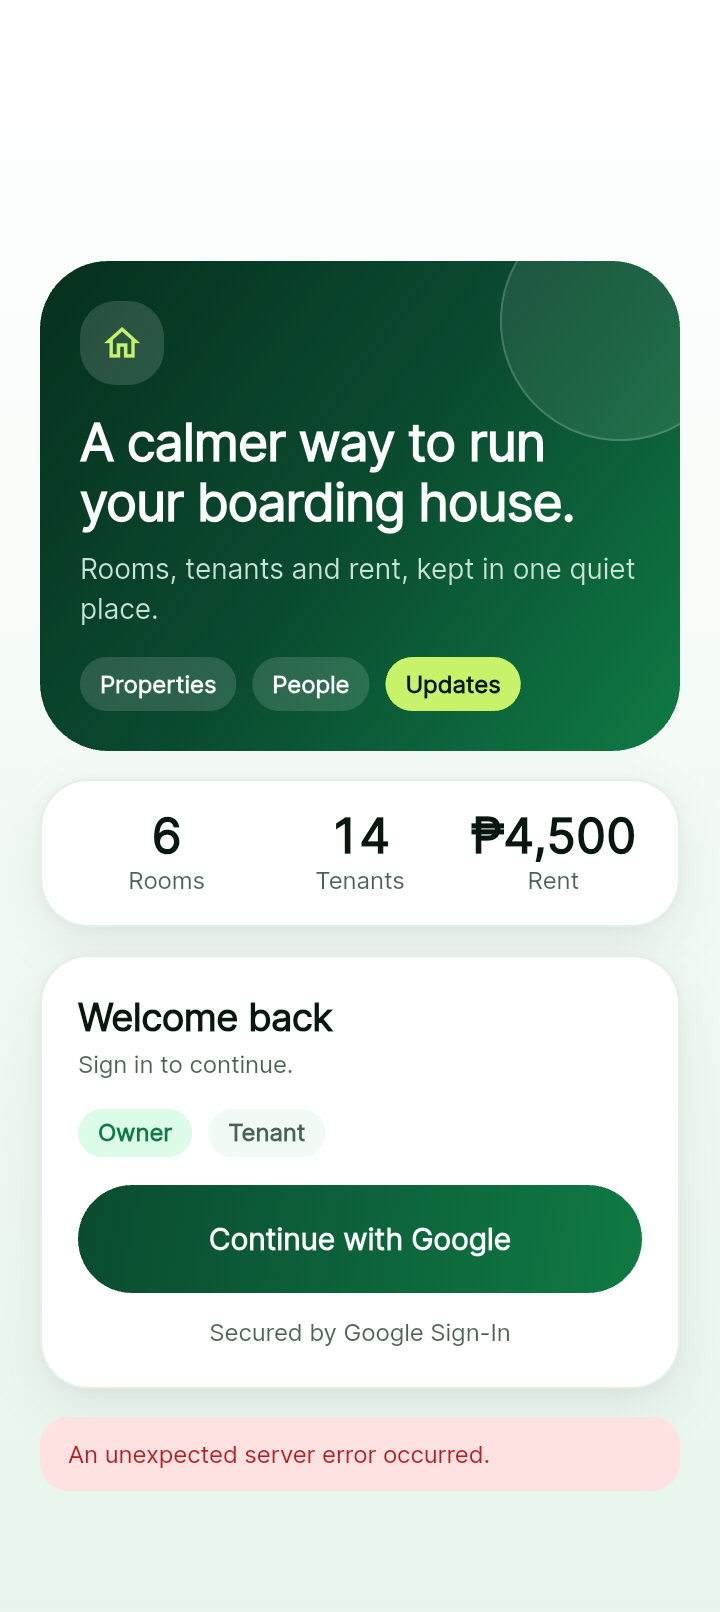 A calmer way to run
your boarding house.
Rooms, tenants and rent, kept in one quiet
place.
Properties People Updates
6 14 ₱4,500
Rooms Tenants Rent
Welcome back
Sign in to continue.
Owner Tenant
Continue with Google
Secured by Google Sign-In
An unexpected server error occurred.